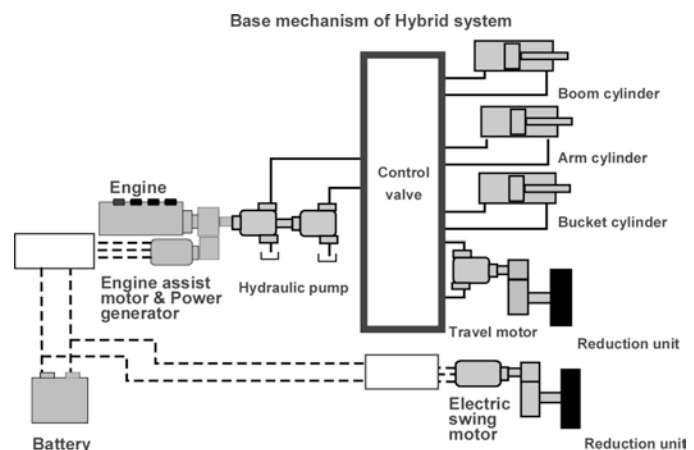 Base mechanism of Hybrid system
Boom cylinder
Arm cylinder
Control
valve
Engine
Bucket cylinder
Engine assist
motor & Power
generator
Hydraulic pump
Travel motor
Reduction unit
Electric
swing
motor
Battery
Reduction unit